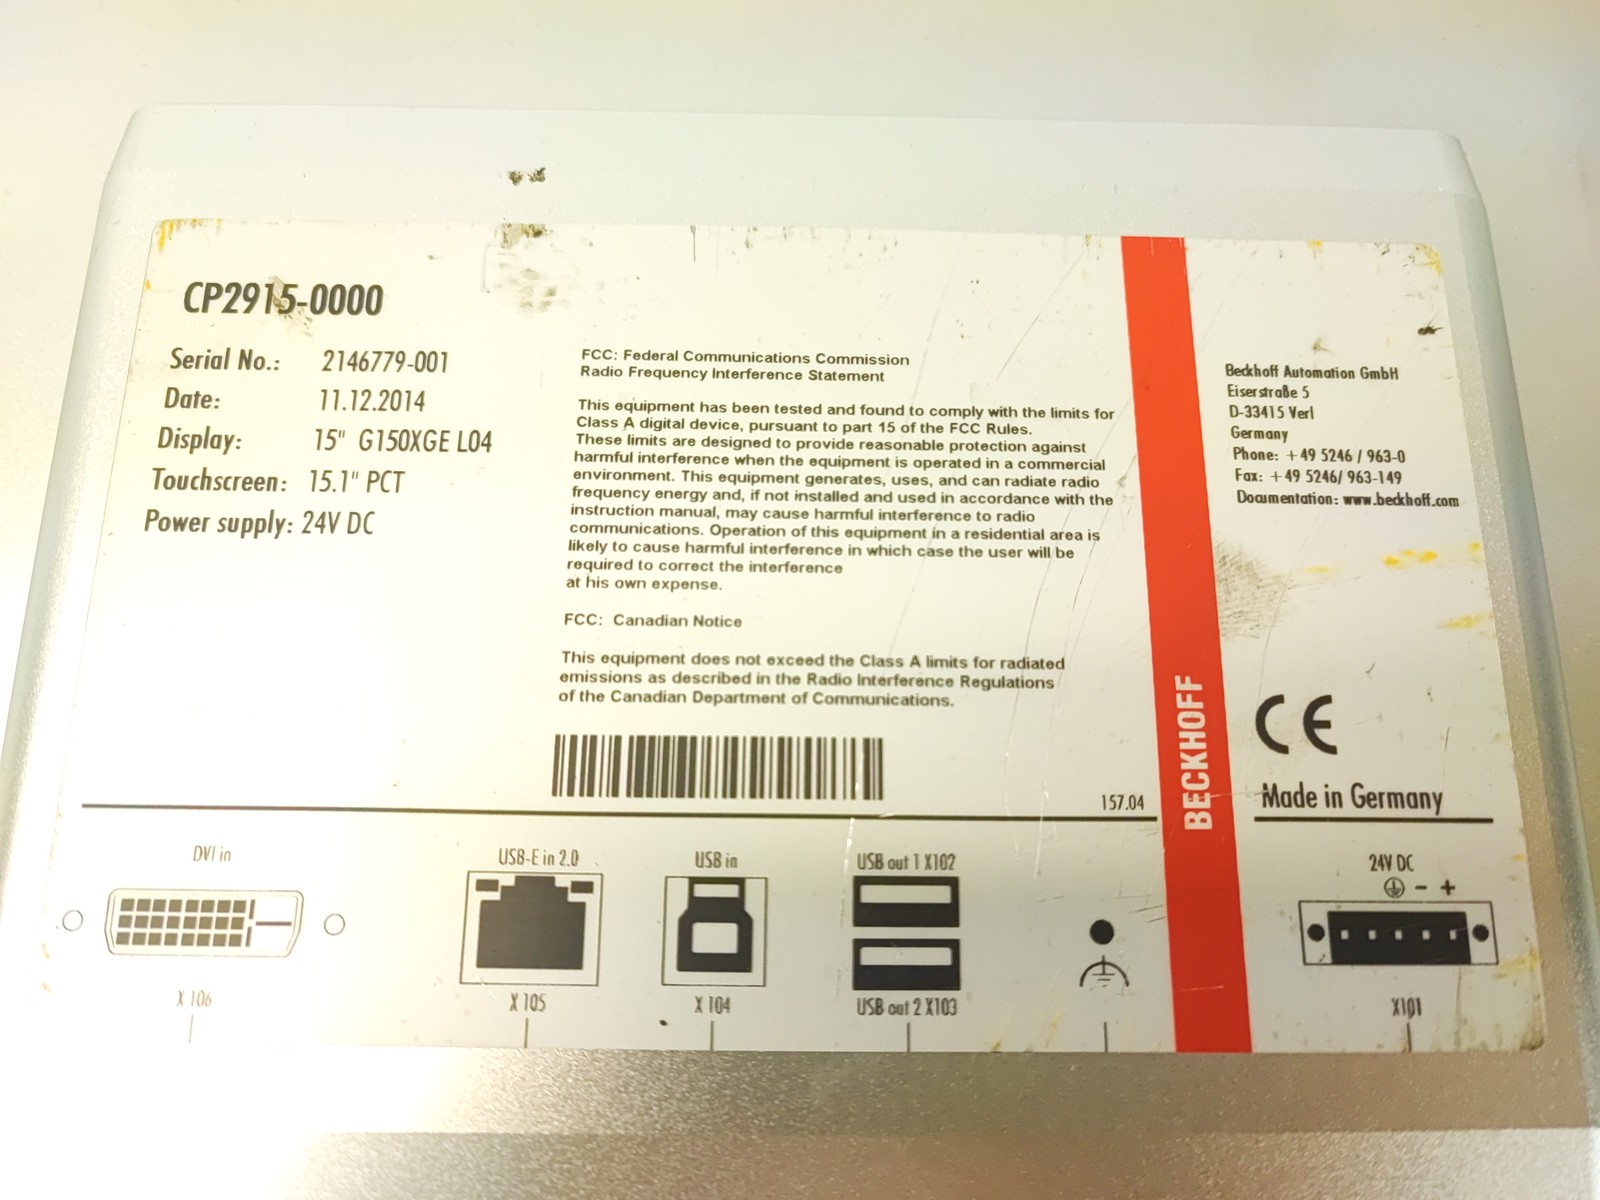 CP2915-0000
Serial No.: 2146779-001
Date: 11.12.2014
Display: 15" G150XGE L04
Touchscreen: 15.1" PCT
Power supply: 24V DC
FCC: Federal Communications Commission
Radio Frequency Interference Statement
This equipment has been tested and found to comply with the limits for
Class A digital device, pursuant to part 15 of the FCC Rules.
These limits are designed to provide reasonable protection against
harmful interference when the equipment is operated in a commercial
environment. This equipment generates, uses, and can radiate radio
frequency energy and, if not installed and used in accordance with the
instruction manual, may cause harmful interference to radio
communications. Operation of this equipment in a residential area is
likely to cause harmful interference in which case the user will be
required to correct the interference
at his own expense.
FCC: Canadian Notice
This equipment does not exceed the Class A limits for radiated
emissions as described in the Radio Interference Regulations
of the Canadian Department of Communications.
157.04
BECKHOFF
Beckhoff Automation GmbH
Eiserstraße 5
D-33415 Verl
Germany
Phone: +49 5246 / 963-0
Fax: +49 5246/ 963-149
Documentation: www.beckhoff.com
CE
Made in Germany
DVI in
X 106
USB-E in 2.0
X 105
USB in
X 104
USB out 1 X102
USB out 2 X103
24V DC
- +
X101